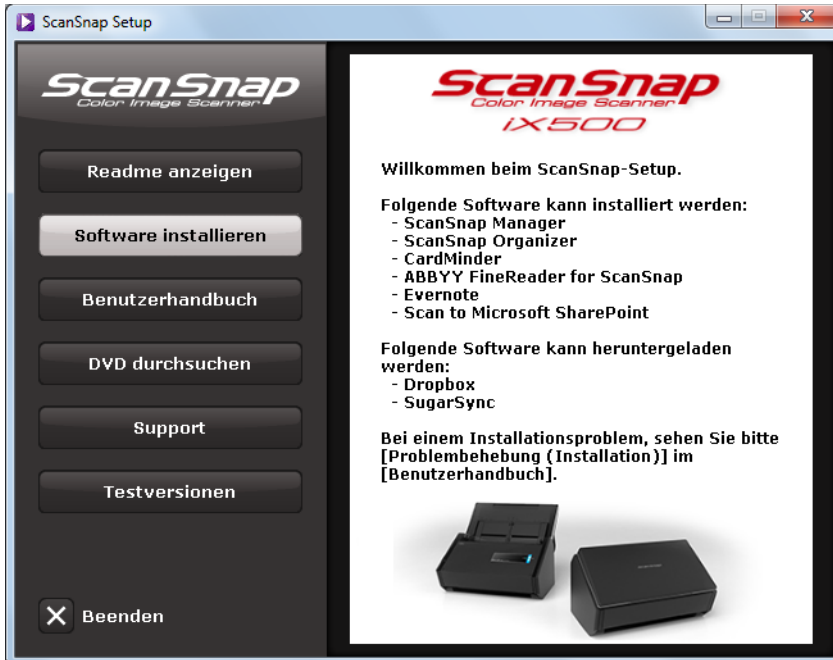 ScanSnap Setup
ScanSnap
Color Image Scanner
Readme anzeigen
Software installieren
Benutzerhandbuch
DVD durchsuchen
Support
Testversionen
Beenden
ScanSnap
Color Image Scanner
iX500
Willkommen beim ScanSnap-Setup.
Folgende Software kann installiert werden:
- ScanSnap Manager
- ScanSnap Organizer
- CardMinder
- ABBYY FineReader for ScanSnap
- Evernote
- Scan to Microsoft SharePoint
Folgende Software kann heruntergeladen
werden:
- Dropbox
- SugarSync
Bei einem Installationsproblem, sehen Sie bitte
[Problembehebung (Installation)] im
[Benutzerhandbuch].